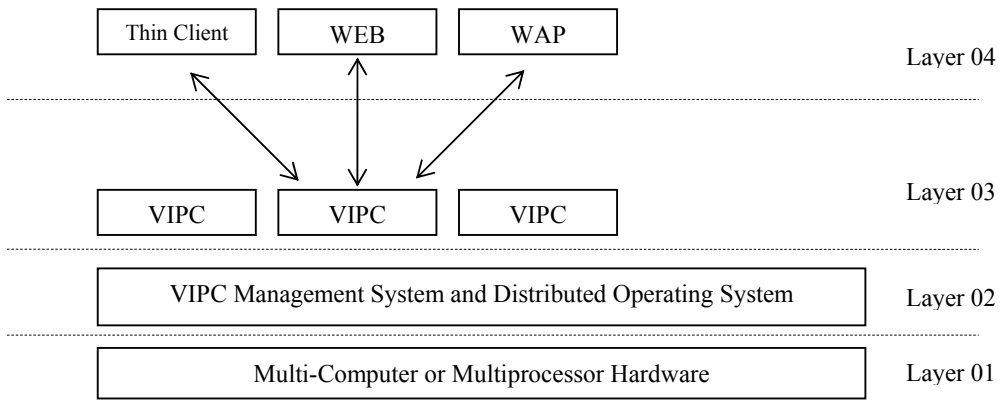 Thin Client
WEB
WAP
Layer 04
VIPC
VIPC
VIPC
Layer 03
VIPC Management System and Distributed Operating System
Layer 02
Multi-Computer or Multiprocessor Hardware
Layer 01